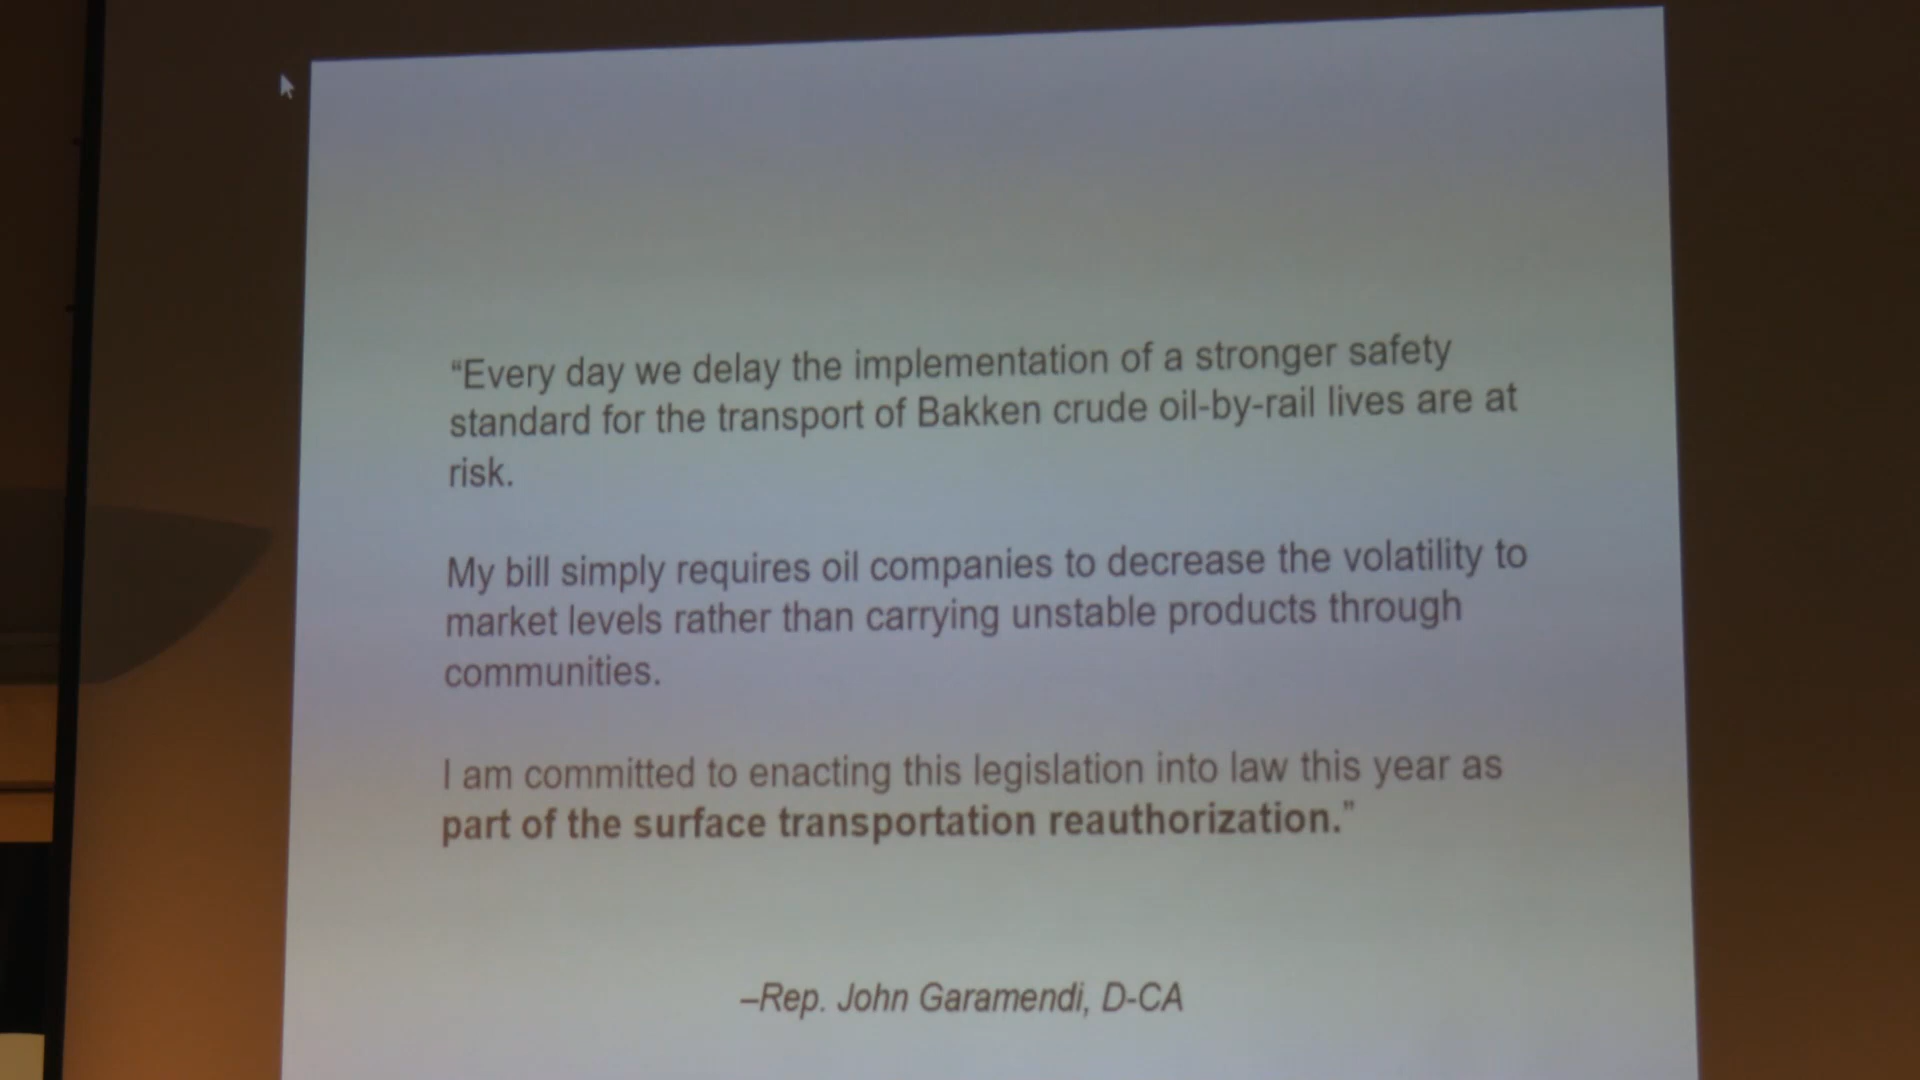 “Every day we delay the implementation of a stronger safety
standard for the transport of Bakken crude oil-by-rail lives are at
risk.
My bill simply requires oil companies to decrease the volatility to
market levels rather than carrying unstable products through
communities.
I am committed to enacting this legislation into law this year as
part of the surface transportation reauthorization.”
–Rep. John Garamendi, D-CA